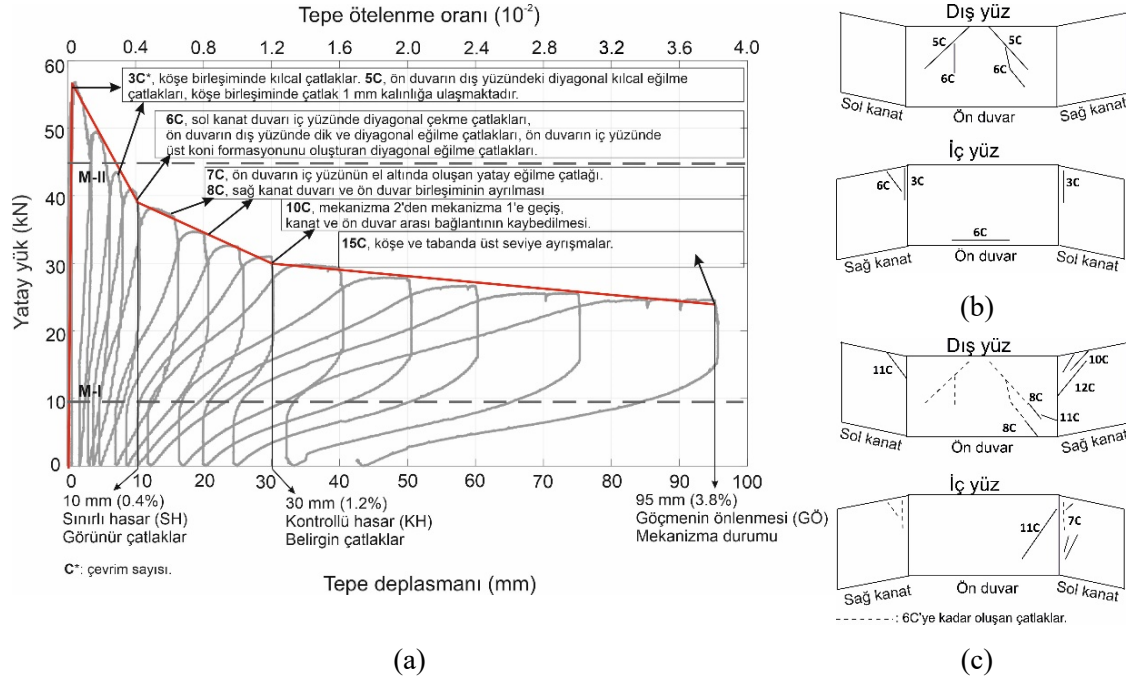 Tepe ötelenme oranı (10⁻²)
0 0.4 0.8 1.2 1.6 2.0 2.4 2.8 3.2 3.6 4.0
Yatay yük (kN)
60
50
40
30
20
10
0
3C*, köşe birleşiminde kılcal çatlaklar. 5C, ön duvarın dış yüzündeki diyagonal kılcal eğilme
çatlakları, köşe birleşiminde çatlak 1 mm kalınlığa ulaşmaktadır.
6C, sol kanat duvarı iç yüzünde diyagonal çekme çatlakları,
ön duvarın dış yüzünde dik ve diyagonal eğilme çatlakları, ön duvarın iç yüzünde
üst koni formasyonunu oluşturan diyagonal eğilme çatlakları.
M-II
7C, ön duvarın iç yüzünün el altında oluşan yatay eğilme çatlağı.
8C, sağ kanat duvarı ve ön duvar birleşiminin ayrılması
10C, mekanizma 2'den mekanizma 1'e geçiş,
kanat ve ön duvar arası bağlantının kaybedilmesi.
15C, köşe ve tabanda üst seviye ayrışmalar.
M-I
0 10 20 30 40 50 60 70 80 90 100
10 mm (0.4%)
Sınırlı hasar (SH)
Görünür çatlaklar
30 mm (1.2%)
Kontrollü hasar (KH)
Belirgin çatlaklar
95 mm (3.8%)
Göçmenin önlenmesi (GÖ)
Mekanizma durumu
C*: çevrim sayısı.
Tepe deplasmanı (mm)
(a)
Dış yüz
5C 5C
6C 6C
Sol kanat Ön duvar Sağ kanat
İç yüz
6C 3C 3C
6C
Sağ kanat Ön duvar Sol kanat
(b)
Dış yüz
11C 10C
12C
8C
11C
8C
Sol kanat Ön duvar Sağ kanat
İç yüz
11C 7C
Sağ kanat Ön duvar Sol kanat
: 6C'ye kadar oluşan çatlaklar.
(c)